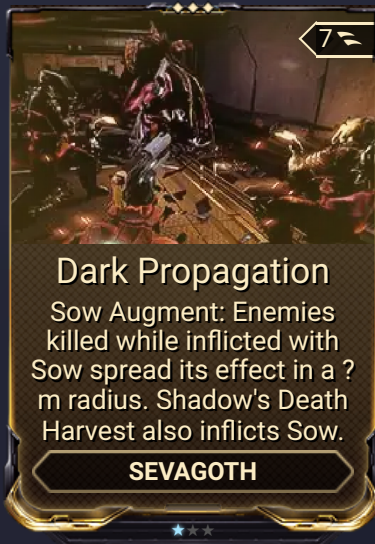 7
Dark Propagation
Sow Augment: Enemies
killed while inflicted with
Sow spread its effect in a ?
m radius. Shadow's Death
Harvest also inflicts Sow.
SEVAGOTH